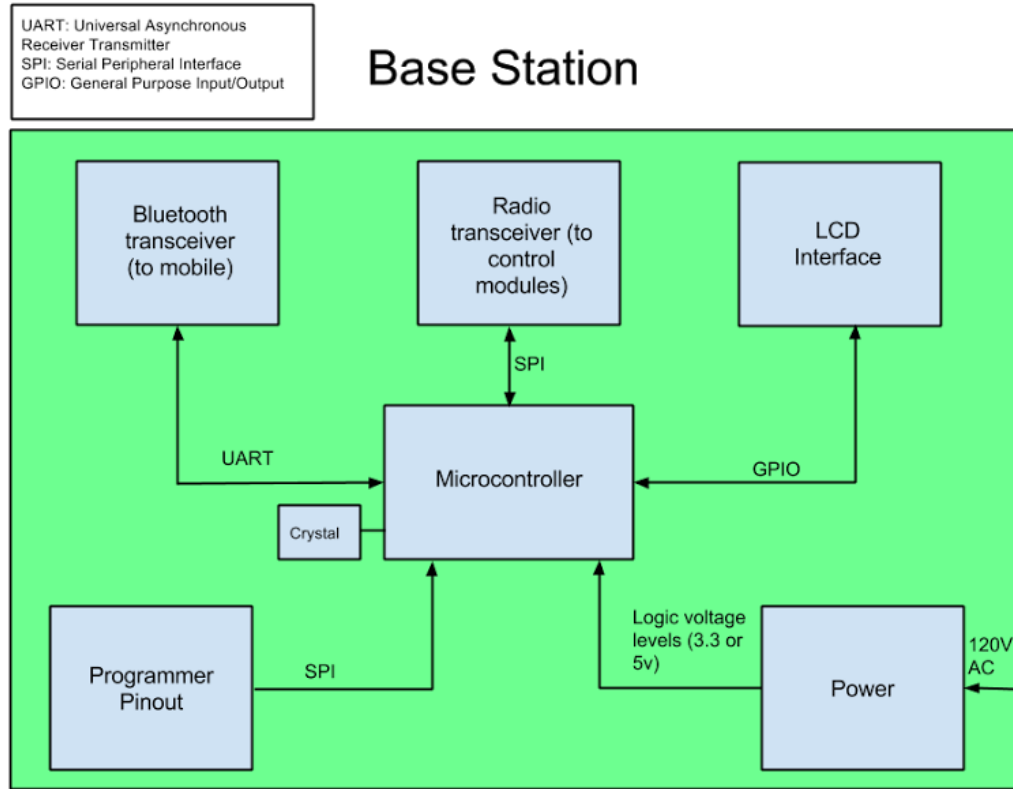 UART: Universal Asynchronous
Receiver Transmitter
SPI: Serial Peripheral Interface
GPIO: General Purpose Input/Output
Base Station
Bluetooth
transceiver
(to mobile)
Radio
transceiver (to
control
modules)
LCD
Interface
SPI
UART
Microcontroller
GPIO
Crystal
Programmer
Pinout
SPI
Logic voltage
levels (3.3 or
5v)
Power
120V
AC